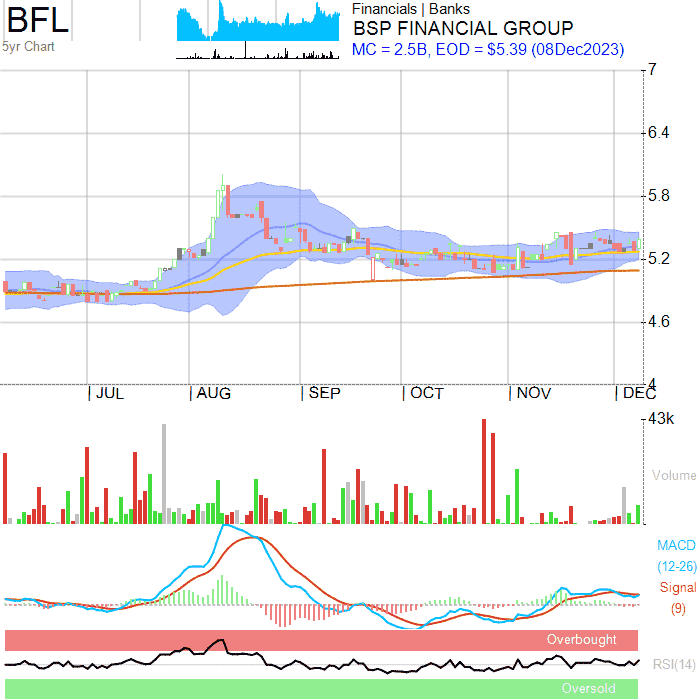 BFL
5yr Chart
Financials | Banks
BSP FINANCIAL GROUP
MC = 2.5B, EOD = $5.39 (08Dec2023)
7
6.4
5.8
5.2
4.6
4
JUL
AUG
SEP
OCT
NOV
DEC
43k
Volume
MACD
(12-26)
Signal
(9)
Overbought
RSI(14)
Oversold